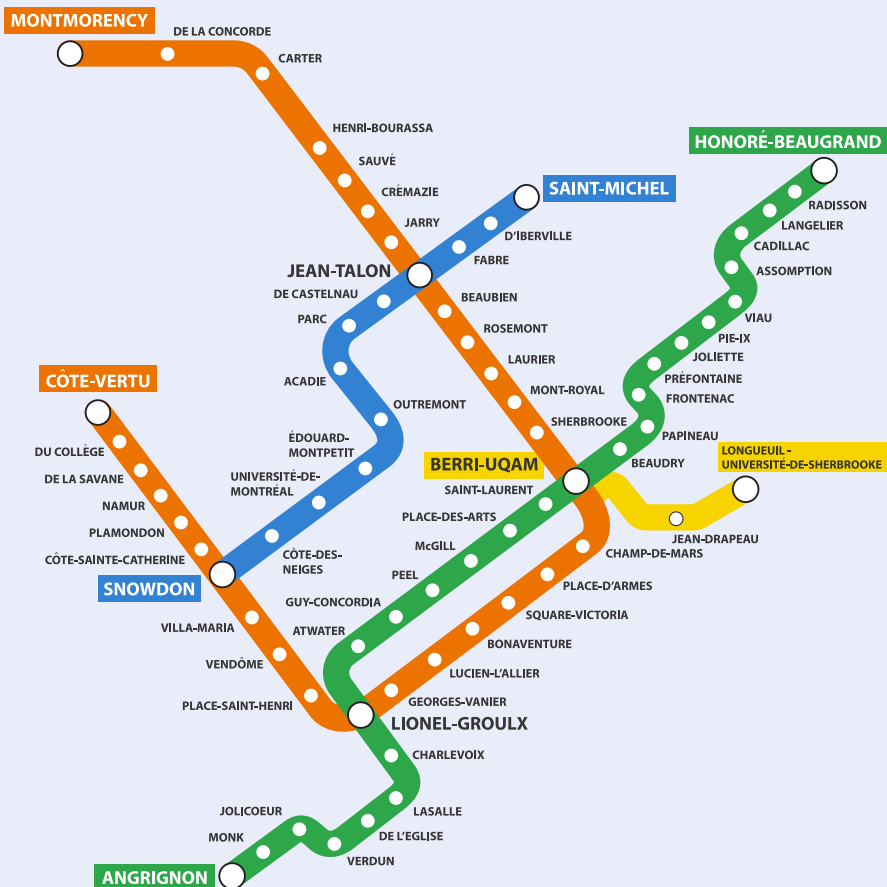 MONTMORENCY
DE LA CONCORDE
CARTER
HENRI-BOURASSA
SAUVÉ
CRÉMAZIE
JARRY
JEAN-TALON
BEAUBIEN
ROSEMONT
LAURIER
MONT-ROYAL
SHERBROOKE
BERRI-UQAM
CHAMP-DE-MARS
PLACE-D'ARMES
SQUARE-VICTORIA
BONAVENTURE
LUCIEN-L'ALLIER
GEORGES-VANIER
LIONEL-GROULX
PLACE-SAINT-HENRI
VENDÔME
VILLA-MARIA
SNOWDON
CÔTE-SAINTE-CATHERINE
PLAMONDON
NAMUR
DE LA SAVANE
DU COLLÈGE
CÔTE-VERTU
SAINT-MICHEL
D'IBERVILLE
FABRE
DE CASTELNAU
PARC
ACADIE
OUTREMONT
ÉDOUARD-
MONTPETIT
UNIVERSITÉ-DE-
MONTRÉAL
CÔTE-DES-
NEIGES
HONORÉ-BEAUGRAND
RADISSON
LANGELIER
CADILLAC
ASSOMPTION
VIAU
PIE-IX
JOLIETTE
PRÉFONTAINE
FRONTENAC
PAPINEAU
BEAUDRY
SAINT-LAURENT
PLACE-DES-ARTS
McGILL
PEEL
GUY-CONCORDIA
ATWATER
CHARLEVOIX
LASALLE
DE L'EGLISE
VERDUN
JOLICOEUR
MONK
ANGRIGNON
LONGUEUIL -
UNIVERSITÉ-DE-SHERBROOKE
JEAN-DRAPEAU